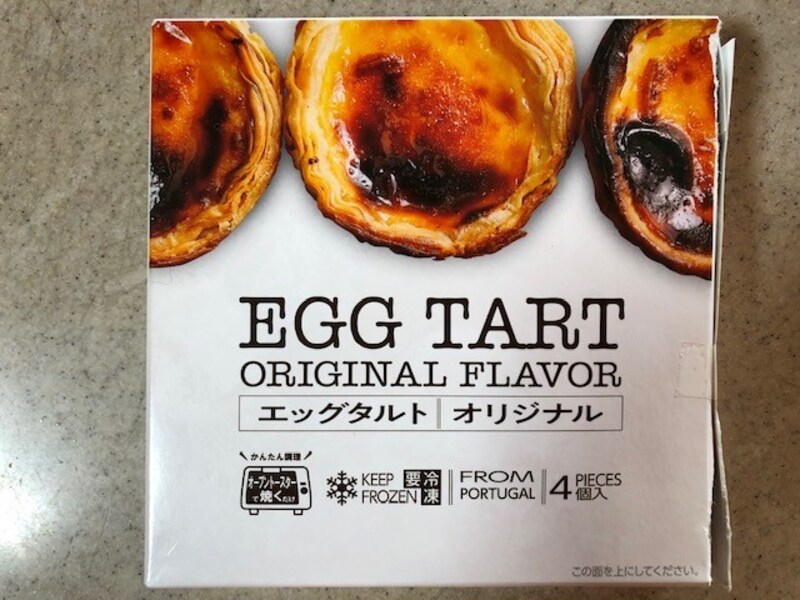 EGG TART
ORIGINAL FLAVOR
エッグタルト オリジナル
かんたん調理
オーブントースター
で焼くだけ
KEEP
FROZEN
要冷凍
FROM
PORTUGAL
4 PIECES
個入
この面を上にしてください。